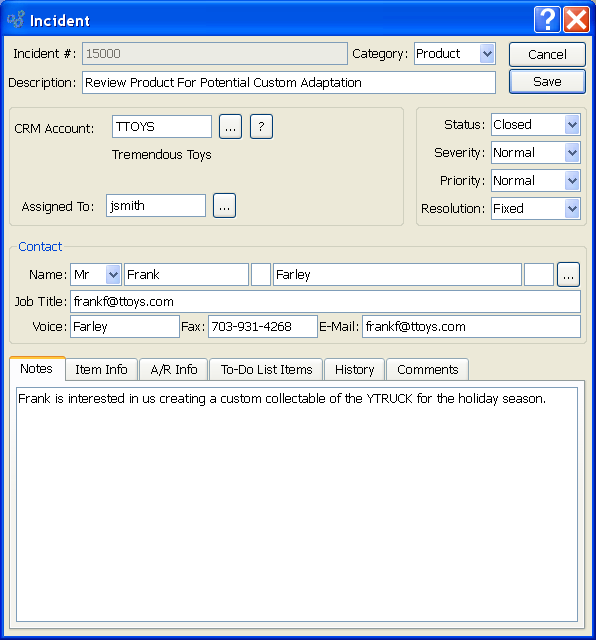 Incident
Incident #: 15000 Category: Product Cancel
Description: Review Product For Potential Custom Adaptation Save
CRM Account: TTOYS ... ?
Tremendous Toys
Assigned To: jsmith ...
Status: Closed
Severity: Normal
Priority: Normal
Resolution: Fixed
Contact
Name: Mr Frank Farley ...
Job Title: frankf@ttoys.com
Voice: Farley Fax: 703-931-4268 E-Mail: frankf@ttoys.com
Notes Item Info A/R Info To-Do List Items History Comments
Frank is interested in us creating a custom collectable of the YTRUCK for the holiday season.